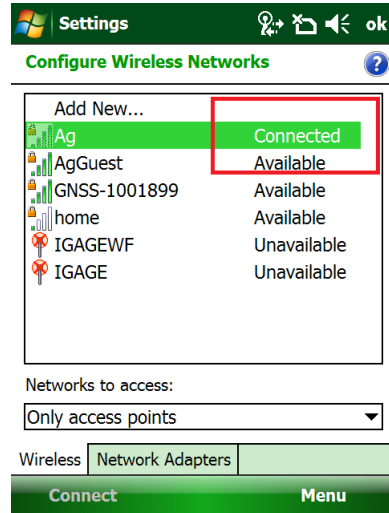 Settings ok
Configure Wireless Networks ?
Add New...
Ag Connected
AgGuest Available
GNSS-1001899 Available
home Available
IGAGEWF Unavailable
IGAGE Unavailable
Networks to access:
Only access points
Wireless Network Adapters
Connect Menu